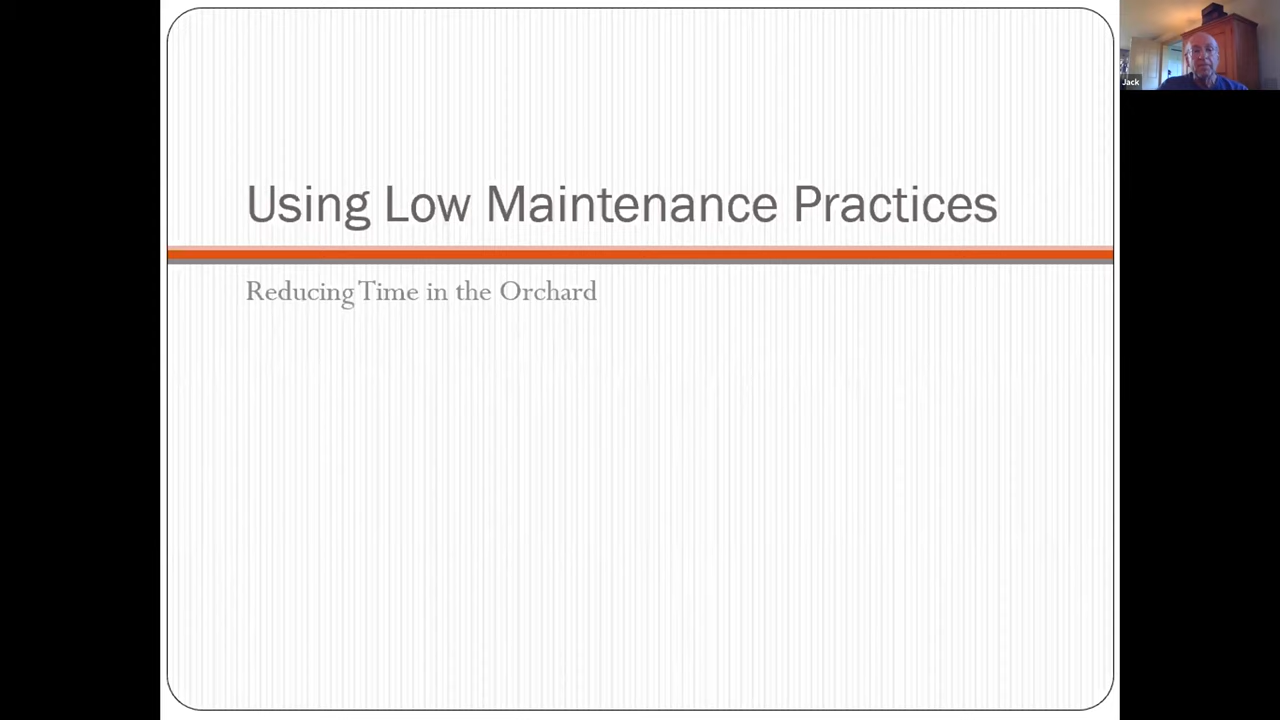 Using Low Maintenance Practices
Reducing Time in the Orchard
Jack